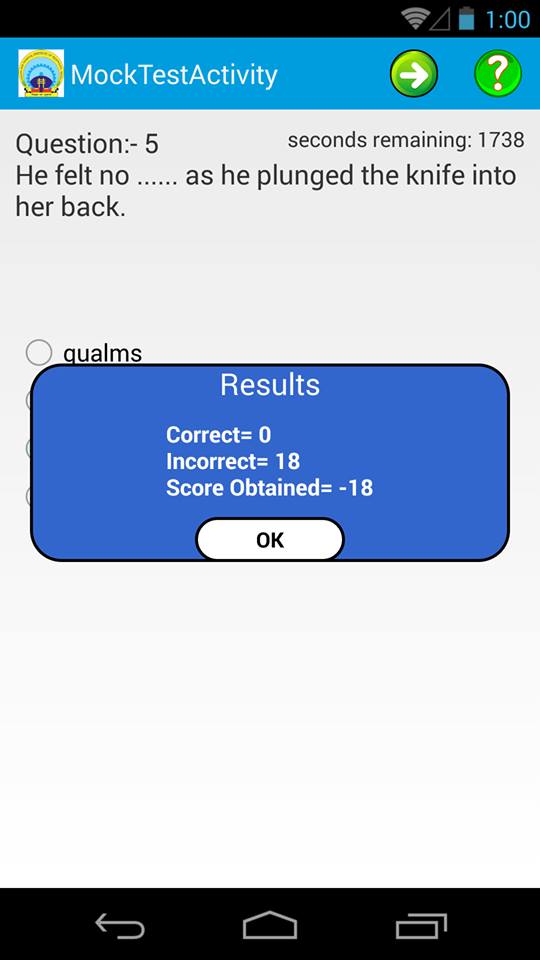 1:00
MockTestActivity
Question:- 5
seconds remaining: 1738
He felt no ...... as he plunged the knife into
her back.
qualms
Results
Correct= 0
Incorrect= 18
Score Obtained= -18
OK